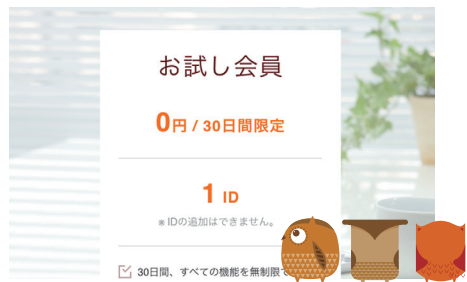 お試し会員
0円 / 30日間限定
1 ID
※ IDの追加はできません。
30日間、すべての機能を無制限で